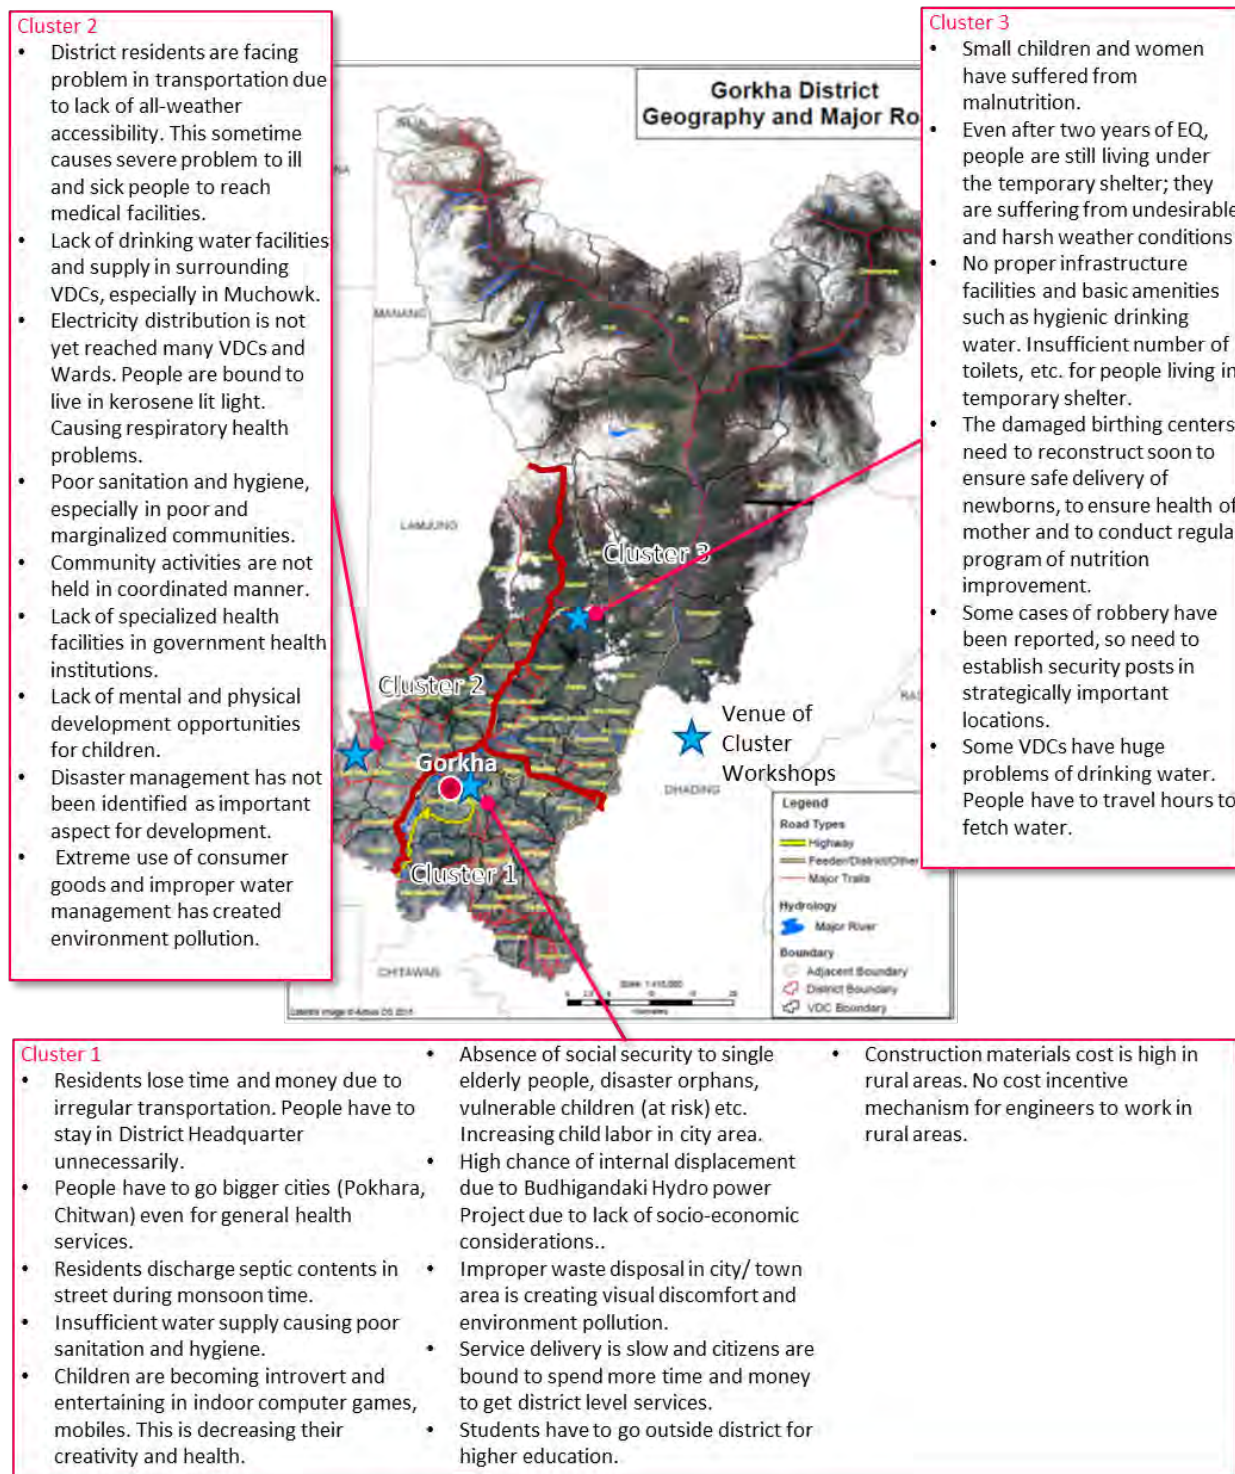 Cluster 2
• District residents are facing
problem in transportation due
to lack of all-weather
accessibility. This sometime
causes severe problem to ill
and sick people to reach
medical facilities.
• Lack of drinking water facilities
and supply in surrounding
VDCs, especially in Muchowk.
• Electricity distribution is not
yet reached many VDCs and
Wards. People are bound to
live in kerosene lit light.
Causing respiratory health
problems.
• Poor sanitation and hygiene,
especially in poor and
marginalized communities.
• Community activities are not
held in coordinated manner.
• Lack of specialized health
facilities in government health
institutions.
• Lack of mental and physical
development opportunities
for children.
• Disaster management has not
been identified as important
aspect for development.
• Extreme use of consumer
goods and improper water
management has created
environment pollution.
Gorkha District
Geography and Major Ro
MANANG
LAMJUNG
Cluster 3
Cluster 2
Gorkha
Cluster 1
CHITAWAN
DHADING
Venue of
Cluster
Workshops
Legend
Road Types
Highway
Feeder/District/Other
Major Trails
Hydrology
Major River
Boundary
Adjacent Boundary
District Boundary
VDC Boundary
Cluster 3
• Small children and women
have suffered from
malnutrition.
• Even after two years of EQ,
people are still living under
the temporary shelter; they
are suffering from undesirable
and harsh weather conditions
• No proper infrastructure
facilities and basic amenities
such as hygienic drinking
water. Insufficient number of
toilets, etc. for people living in
temporary shelter.
• The damaged birthing centers
need to reconstruct soon to
ensure safe delivery of
newborns, to ensure health of
mother and to conduct regula
program of nutrition
improvement.
• Some cases of robbery have
been reported, so need to
establish security posts in
strategically important
locations.
• Some VDCs have huge
problems of drinking water.
People have to travel hours to
fetch water.
Cluster 1
• Residents lose time and money due to
irregular transportation. People have to
stay in District Headquarter
unnecessarily.
• People have to go bigger cities (Pokhara,
Chitwan) even for general health
services.
• Residents discharge septic contents in
street during monsoon time.
• Insufficient water supply causing poor
sanitation and hygiene.
• Children are becoming introvert and
entertaining in indoor computer games,
mobiles. This is decreasing their
creativity and health.
• Absence of social security to single
elderly people, disaster orphans,
vulnerable children (at risk) etc.
Increasing child labor in city area.
• High chance of internal displacement
due to Budhigandaki Hydro power
Project due to lack of socio-economic
considerations..
• Improper waste disposal in city/ town
area is creating visual discomfort and
environment pollution.
• Service delivery is slow and citizens are
bound to spend more time and money
to get district level services.
• Students have to go outside district for
higher education.
• Construction materials cost is high in
rural areas. No cost incentive
mechanism for engineers to work in
rural areas.